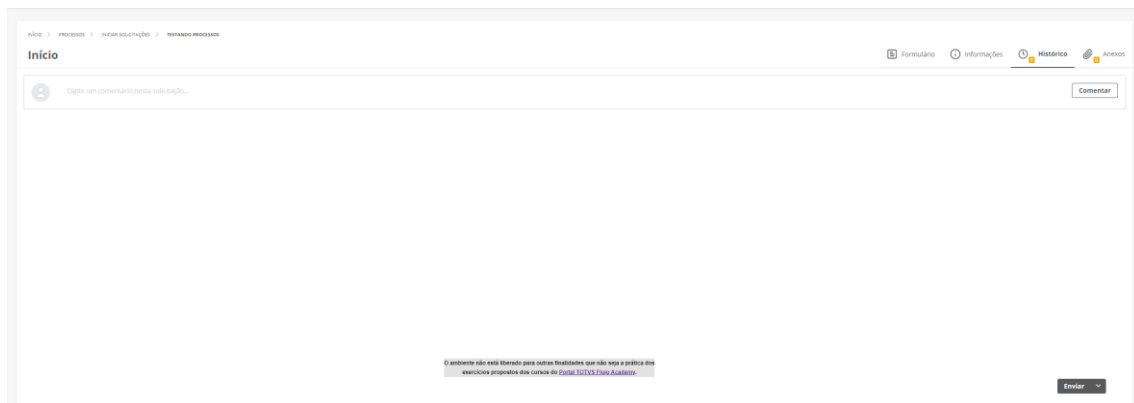 INÍCIO > PROCESSOS > INICIAR SOLICITAÇÕES > TESTANDO PROCESSOS
Início
Formulário Informações Histórico Anexos
Digite um comentário nesta solicitação... Comentar
O ambiente não está liberado para outras finalidades que não seja a prática dos
exercícios propostos dos cursos do Portal TOTVS Fluig Academy.
Enviar